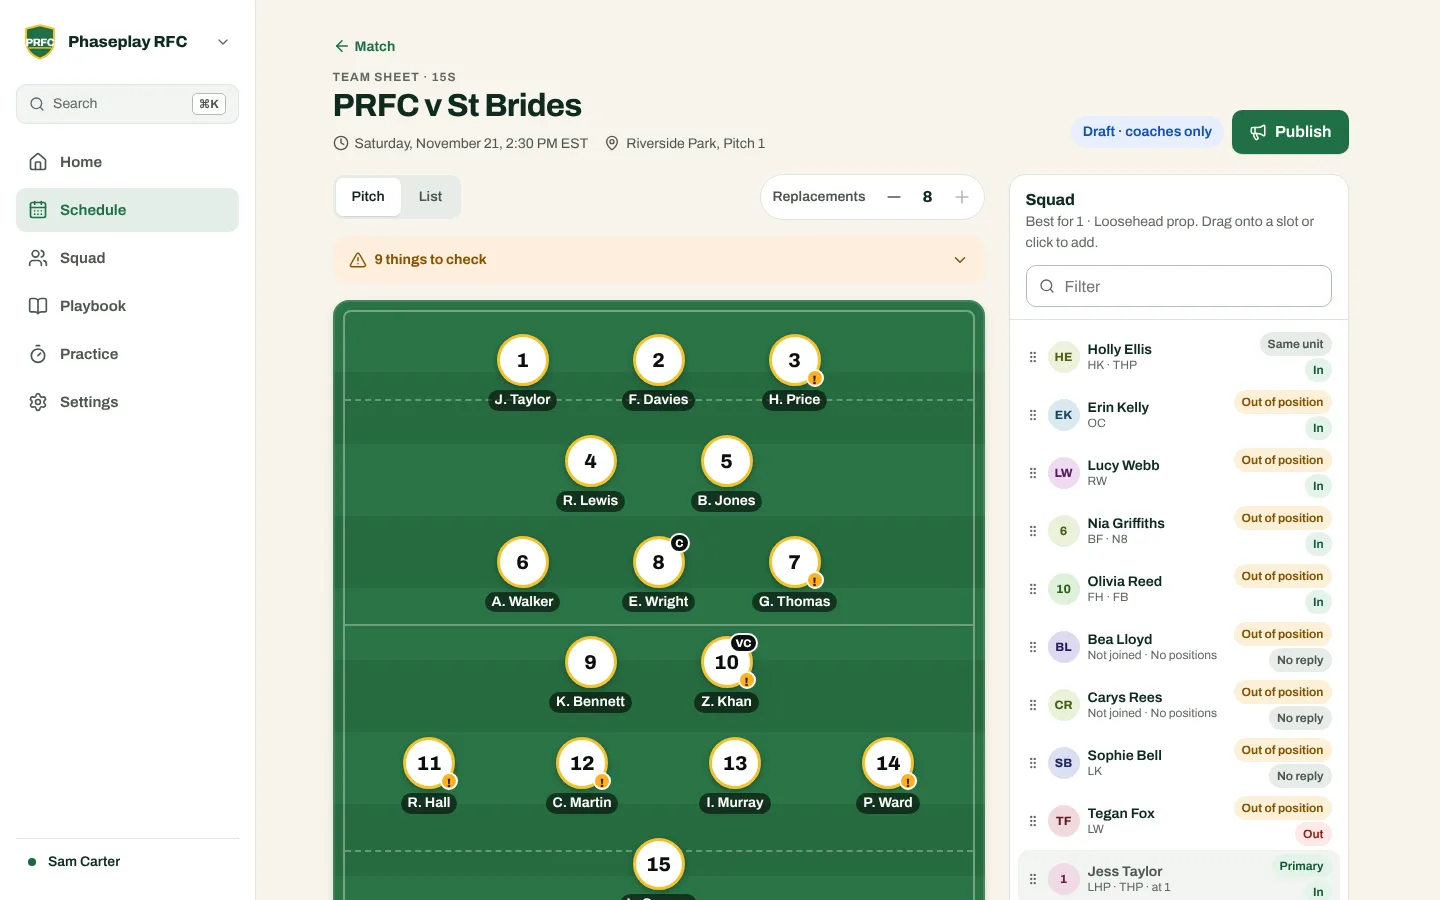 PRFC
Phaseplay RFC
Search
⌘K
Home
Schedule
Squad
Playbook
Practice
Settings
Sam Carter
Match
TEAM SHEET · 15S
PRFC v St Brides
Saturday, November 21, 2:30 PM EST
Riverside Park, Pitch 1
Draft · coaches only
Publish
Pitch
List
Replacements
8
9 things to check
1
2
3
!
J. Taylor
F. Davies
H. Price
4
5
R. Lewis
B. Jones
6
8
C
7
!
A. Walker
E. Wright
G. Thomas
9
10
VC
!
K. Bennett
Z. Khan
11
!
12
!
13
14
!
R. Hall
C. Martin
I. Murray
P. Ward
15
Squad
Best for 1 · Loosehead prop. Drag onto a slot or
click to add.
Filter
HE
Holly Ellis
HK · THP
Same unit
In
EK
Erin Kelly
OC
Out of position
In
LW
Lucy Webb
RW
Out of position
In
6
Nia Griffiths
BF · N8
Out of position
In
10
Olivia Reed
FH · FB
Out of position
In
BL
Bea Lloyd
Not joined · No positions
Out of position
No reply
CR
Carys Rees
Not joined · No positions
Out of position
No reply
SB
Sophie Bell
LK
Out of position
No reply
TF
Tegan Fox
LW
Out of position
Out
1
Jess Taylor
LHP · THP · at 1
Primary
In